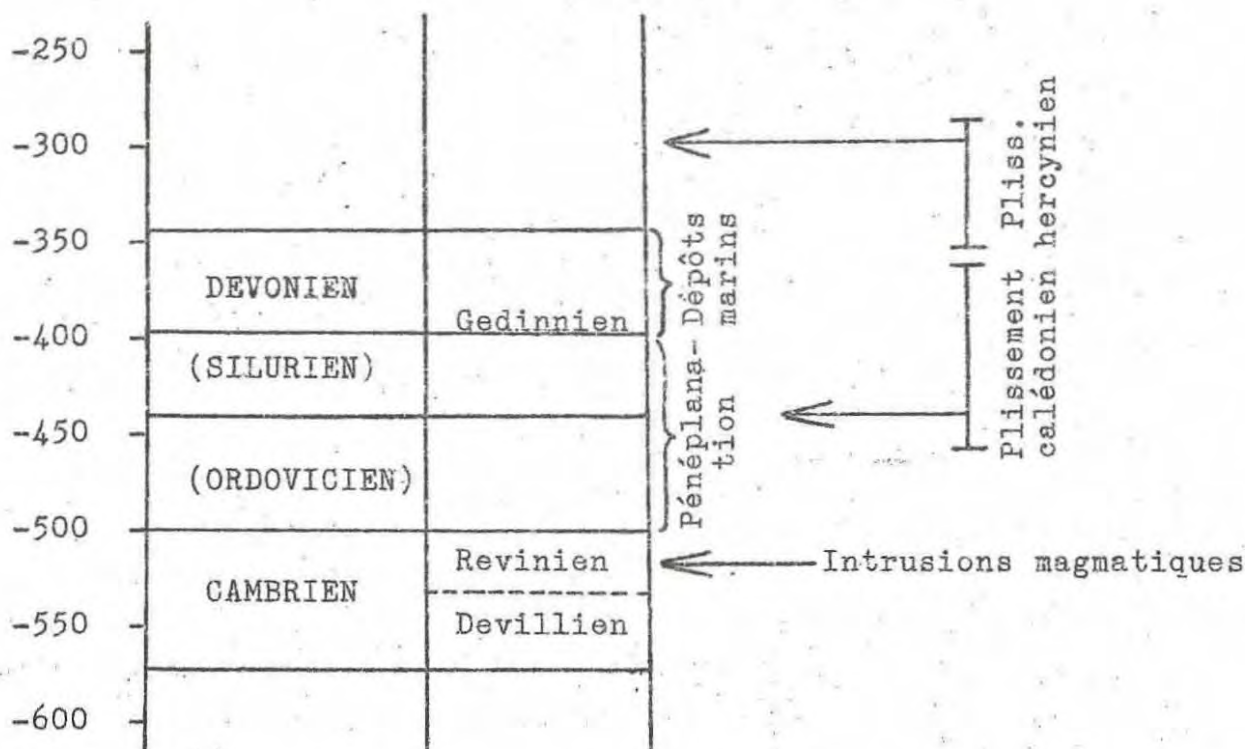 -250
-300
-350
-400
-450
-500
-550
-600
DEVONIEN
(SILURIEN)
(ORDOVICIEN)
CAMBRIEN
Gedinnien
Revinien
Devillien
Dépôts
marins
Pénéplana-
tion
Pliss.
hercynien
Plissement
calédonien
Intrusions magmatiques